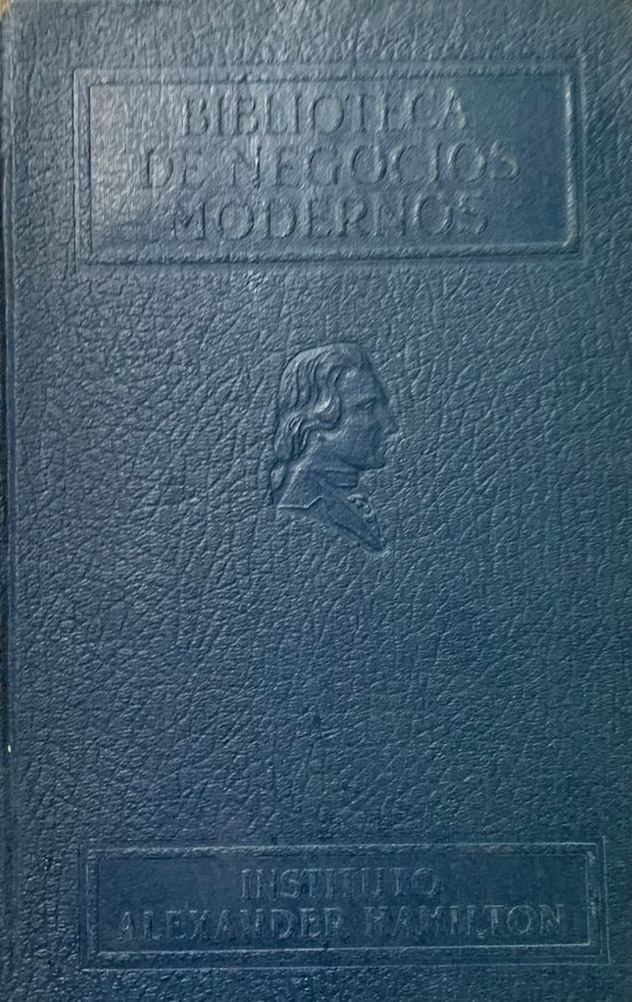 BIBLIOTECA
DE NEGOCIOS
MODERNOS
INSTITUTO
ALEXANDER HAMILTON